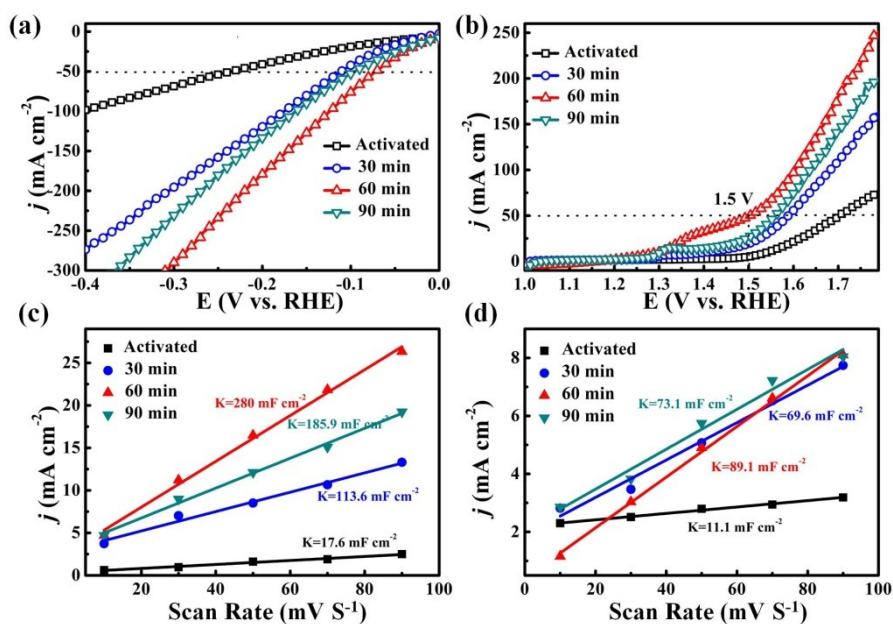 (a)
0
-50
-100
-150
-200
-250
-300
j (mA cm-2)
Activated
30 min
60 min
90 min
-0.4 -0.3 -0.2 -0.1 0.0
E (V vs. RHE)
(b)
250
200
150
100
50
0
j (mA cm-2)
Activated
30 min
60 min
90 min
1.5 V
1.0 1.1 1.2 1.3 1.4 1.5 1.6 1.7
E (V vs. RHE)
(c)
25
20
15
10
5
0
j (mA cm-2)
Activated
30 min
60 min
90 min
K=280 mF cm-2
K=185.9 mF cm-2
K=113.6 mF cm-2
K=17.6 mF cm-2
20 40 60 80 100
Scan Rate (mV S-1)
(d)
8
6
4
2
j (mA cm-2)
Activated
30 min
60 min
90 min
K=73.1 mF cm-2
K=69.6 mF cm-2
K=89.1 mF cm-2
K=11.1 mF cm-2
0 20 40 60 80 100
Scan Rate (mV S-1)